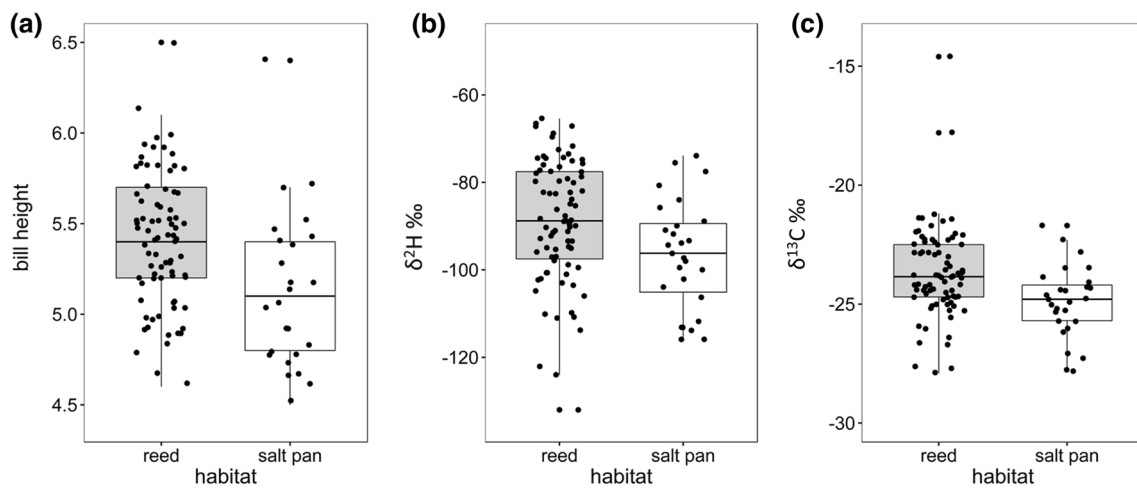 (a)
bill height
6.5
6.0
5.5
5.0
4.5
reed
salt pan
habitat
(b)
δ²H ‰
-60
-80
-100
-120
reed
salt pan
habitat
(c)
δ¹³C ‰
-15
-20
-25
-30
reed
salt pan
habitat